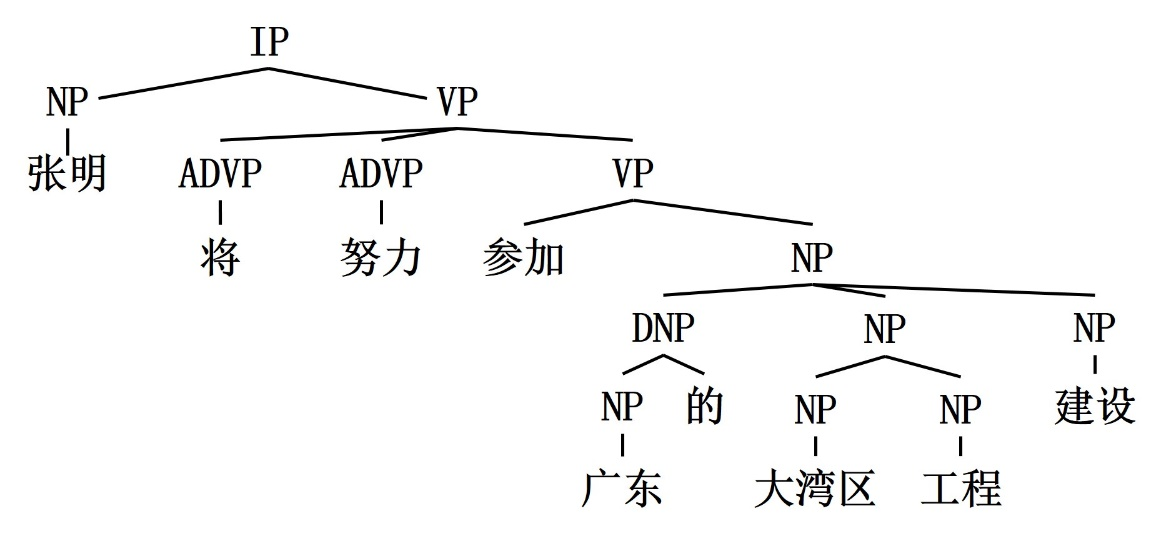 IP
NP VP
张明 ADVP ADVP VP
将 努力 参加 NP
DNP NP NP
NP 的 NP NP 建设
广东 大湾区 工程